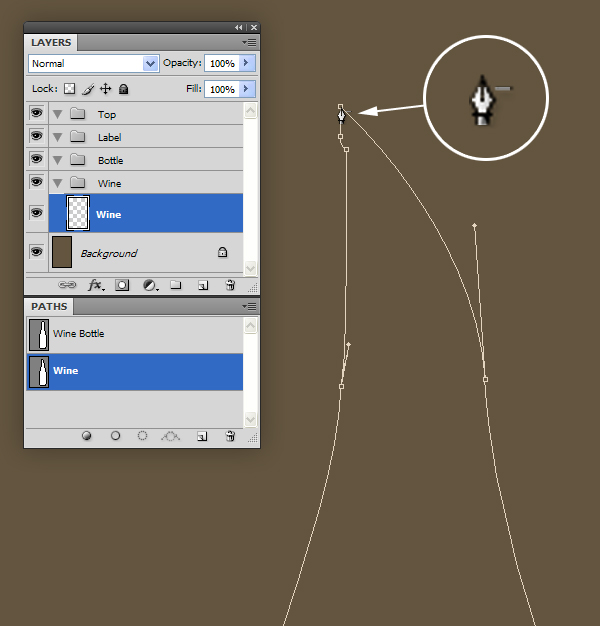 LAYERS
Normal Opacity: 100%
Lock: Fill: 100%
Top
Label
Bottle
Wine
Wine
Background
PATHS
Wine Bottle
Wine